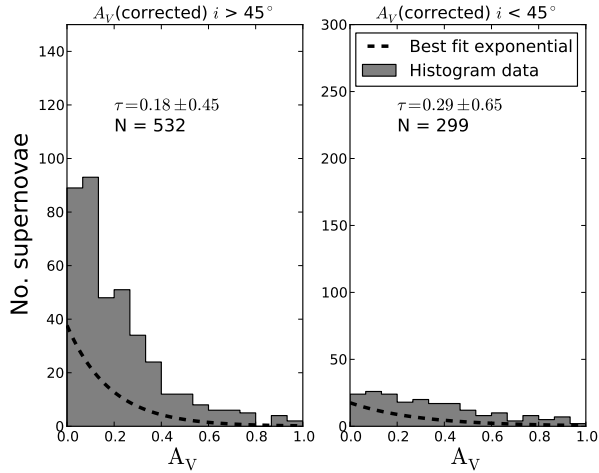 A_V(corrected) i > 45°
140
120
100
80
60
40
20
0
No. supernovae
τ=0.18±0.45
N = 532
0.0 0.2 0.4 0.6 0.8 1.0
A_V
A_V(corrected) i < 45°
300
250
200
150
100
50
0
Best fit exponential
Histogram data
τ=0.29±0.65
N = 299
0.0 0.2 0.4 0.6 0.8 1.0
A_V